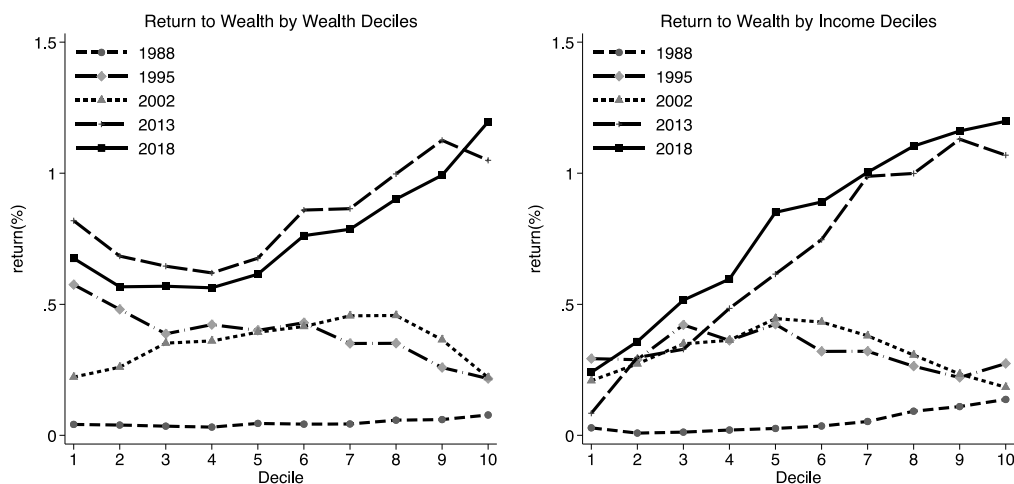 Return to Wealth by Wealth Deciles
1.5
1
.5
0
return(%)
1988
1995
2002
2013
2018
1 2 3 4 5 6 7 8 9 10
Decile
Return to Wealth by Income Deciles
1.5
1
.5
0
return(%)
1988
1995
2002
2013
2018
1 2 3 4 5 6 7 8 9 10
Decile